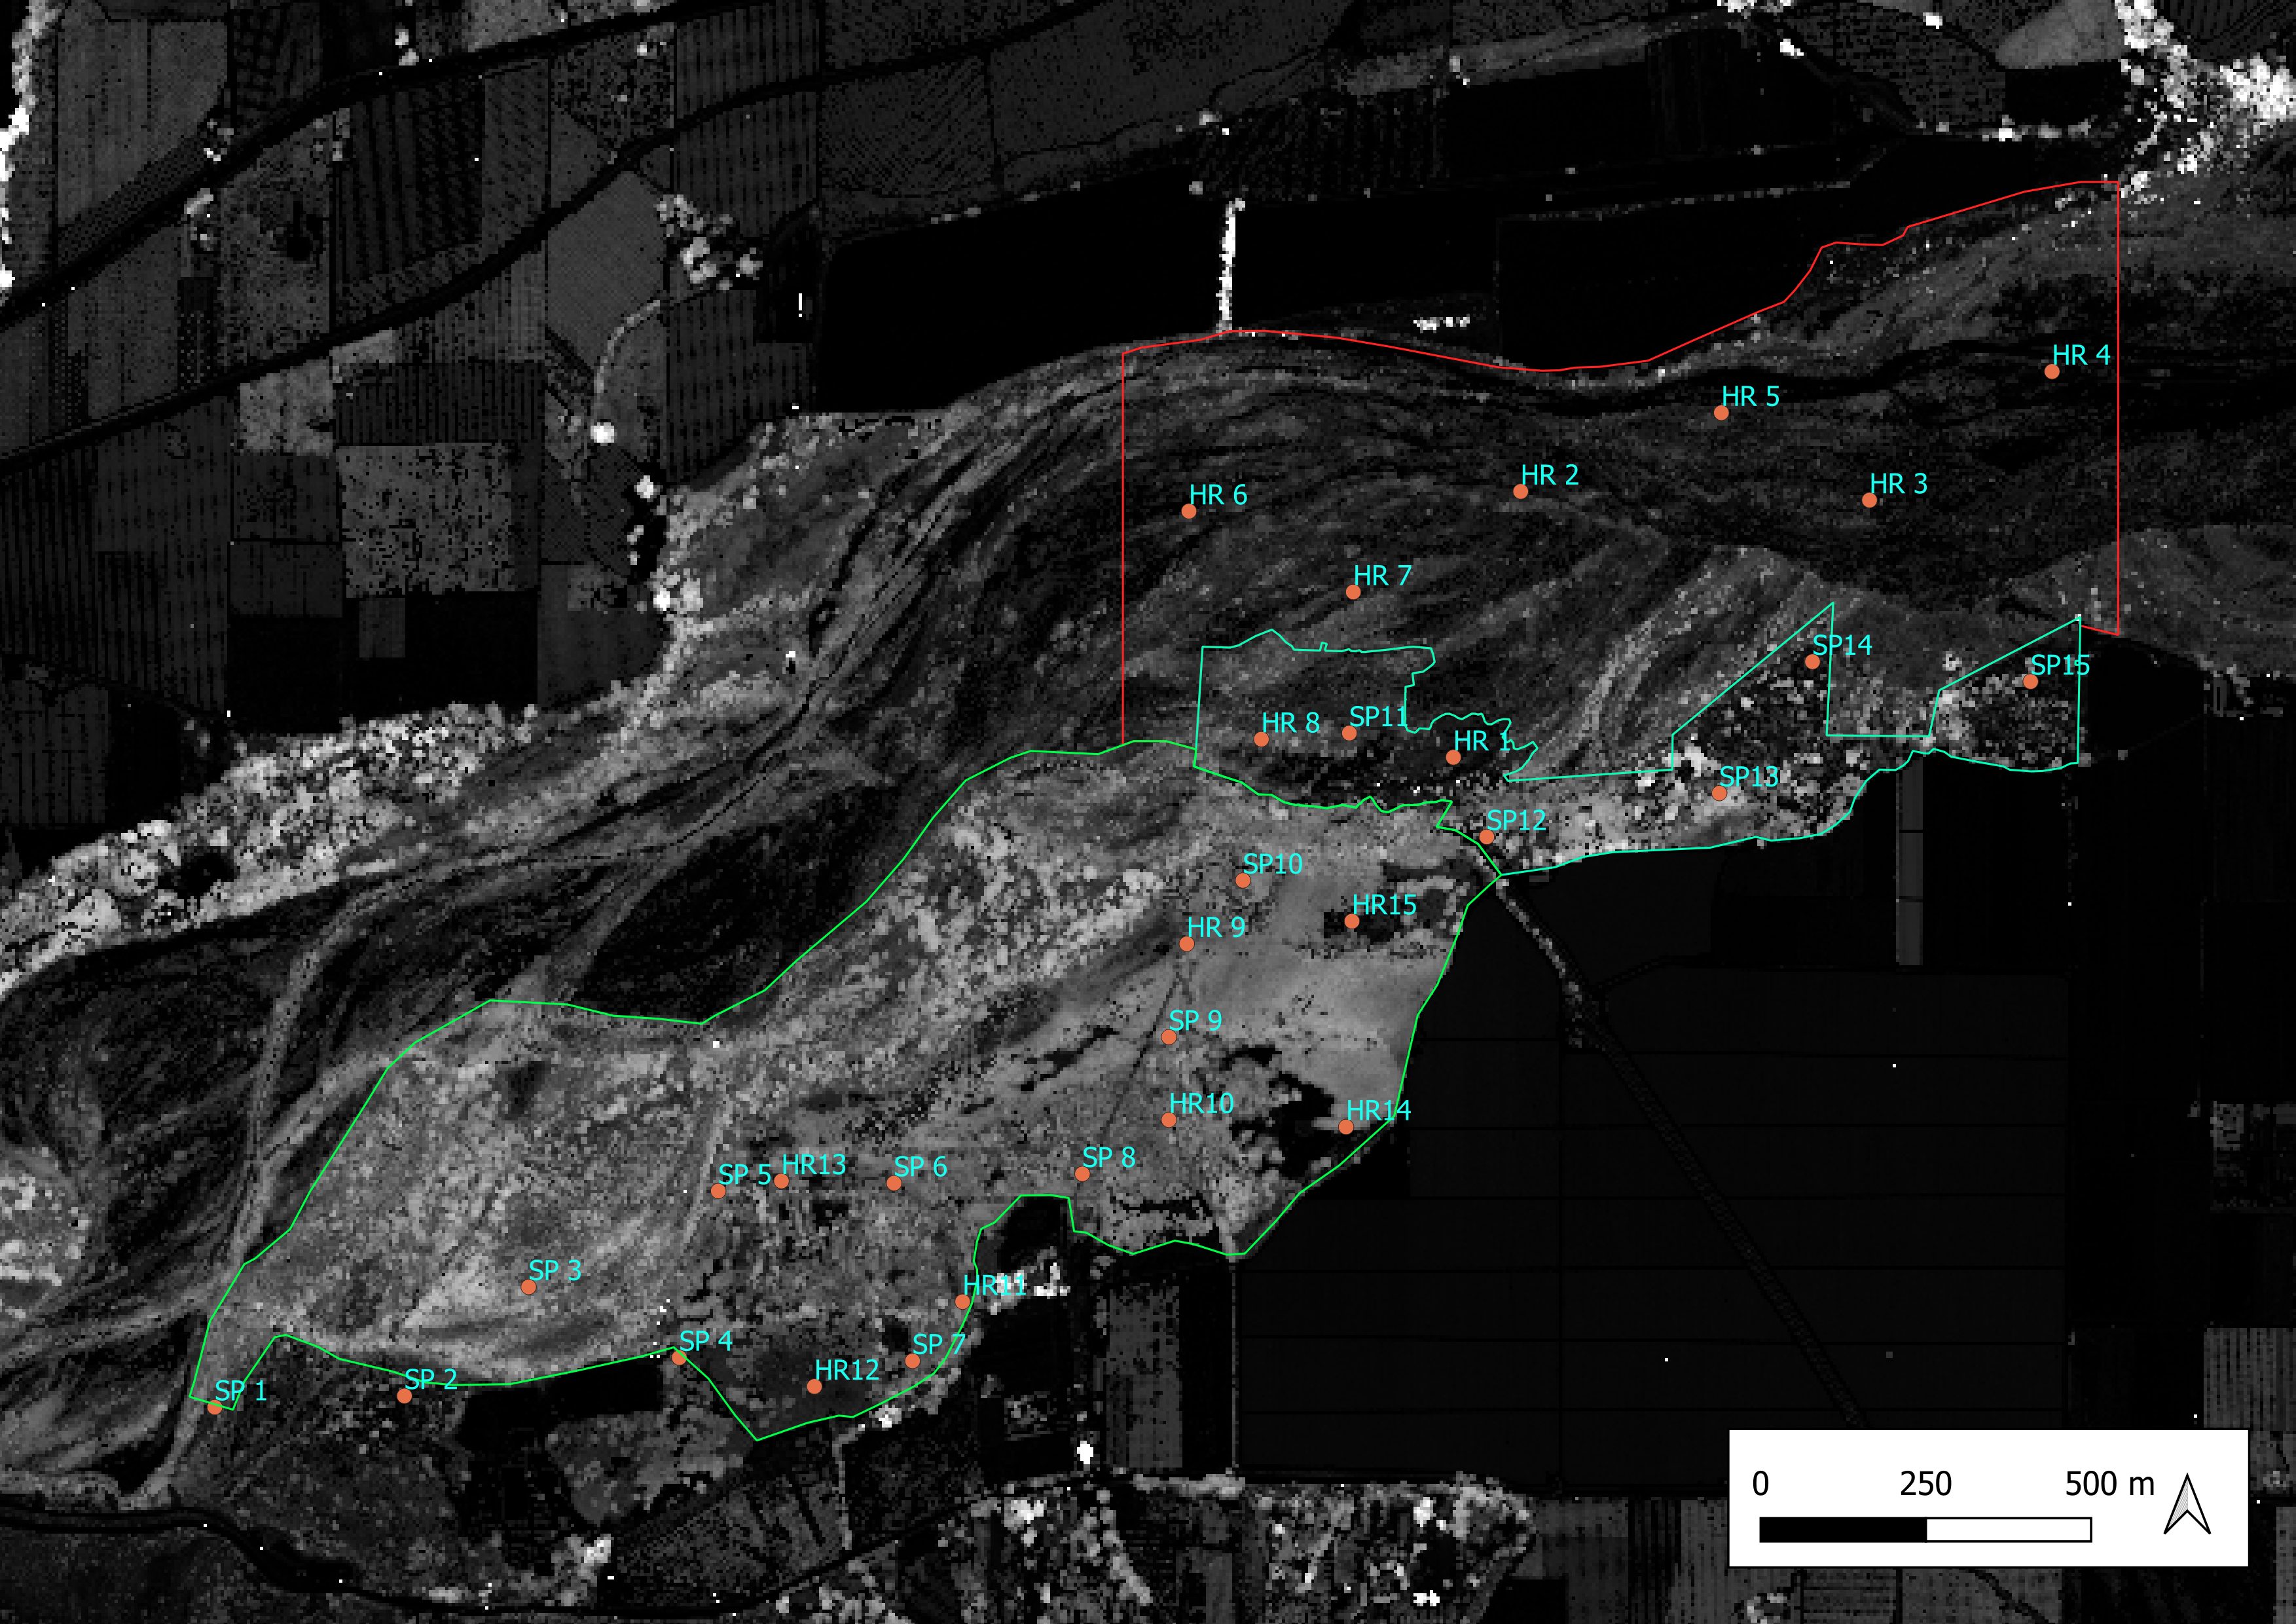 HR 4
HR 5
HR 2
HR 3
HR 6
HR 7
SP14
SP15
SP11
HR 8
HR 1
SP13
SP12
SP10
HR15
HR 9
SP 9
HR10
HR14
SP 8
HR13
SP 6
SP 5
SP 3
HR11
SP 4
SP 7
HR12
SP 2
SP 1
0 250 500 m